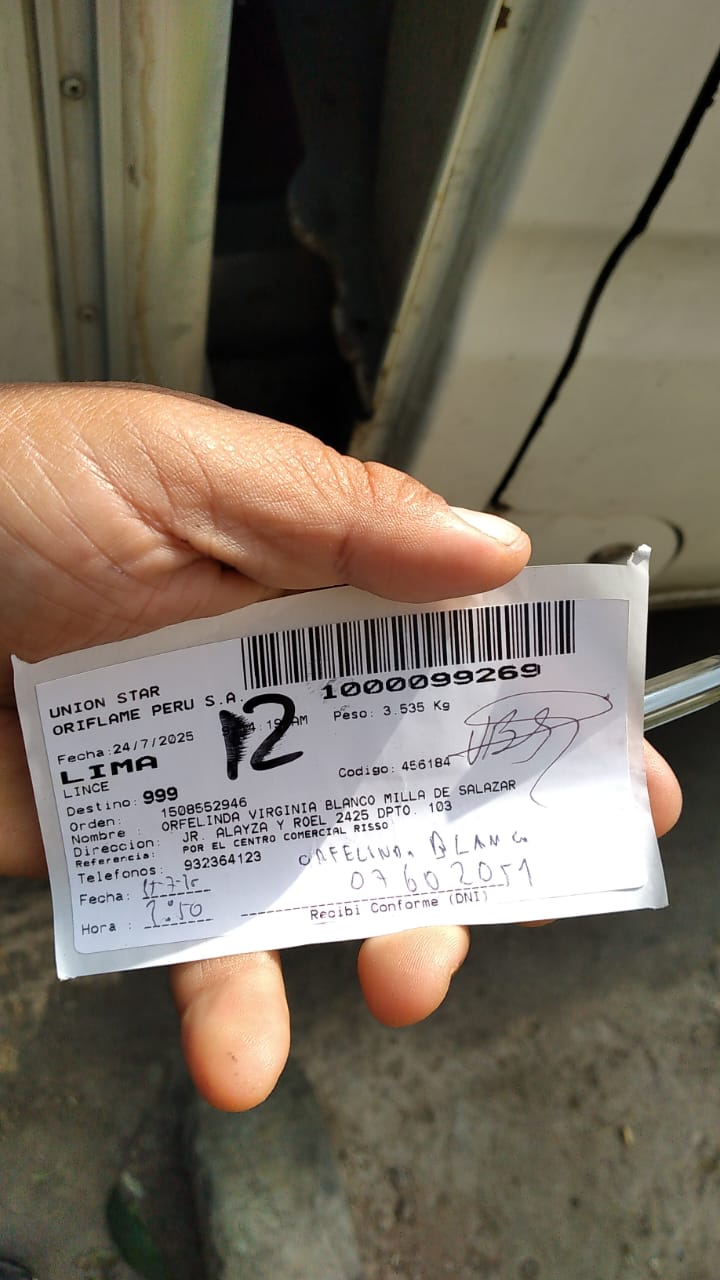 UNION STAR
ORIFLAME PERU S.A.
1000099269
Fecha:24/7/2025
12
Peso: 3.535 Kg
LIMA
LINCE
Codigo: 456184
Destino: 999
Orden: 1508552946
Nombre : ORFELINDA VIRGINIA BLANCO MILLA DE SALAZAR
Direccion: JR. ALAYZA Y ROEL 2425 DPTO. 103
Referencia: POR EL CENTRO COMERCIAL RISSO
Telefonos: 932364123
ORFELINDA BLANCO
Fecha:
07602051
Hora : 2:50
Recibi Conforme (DNI)